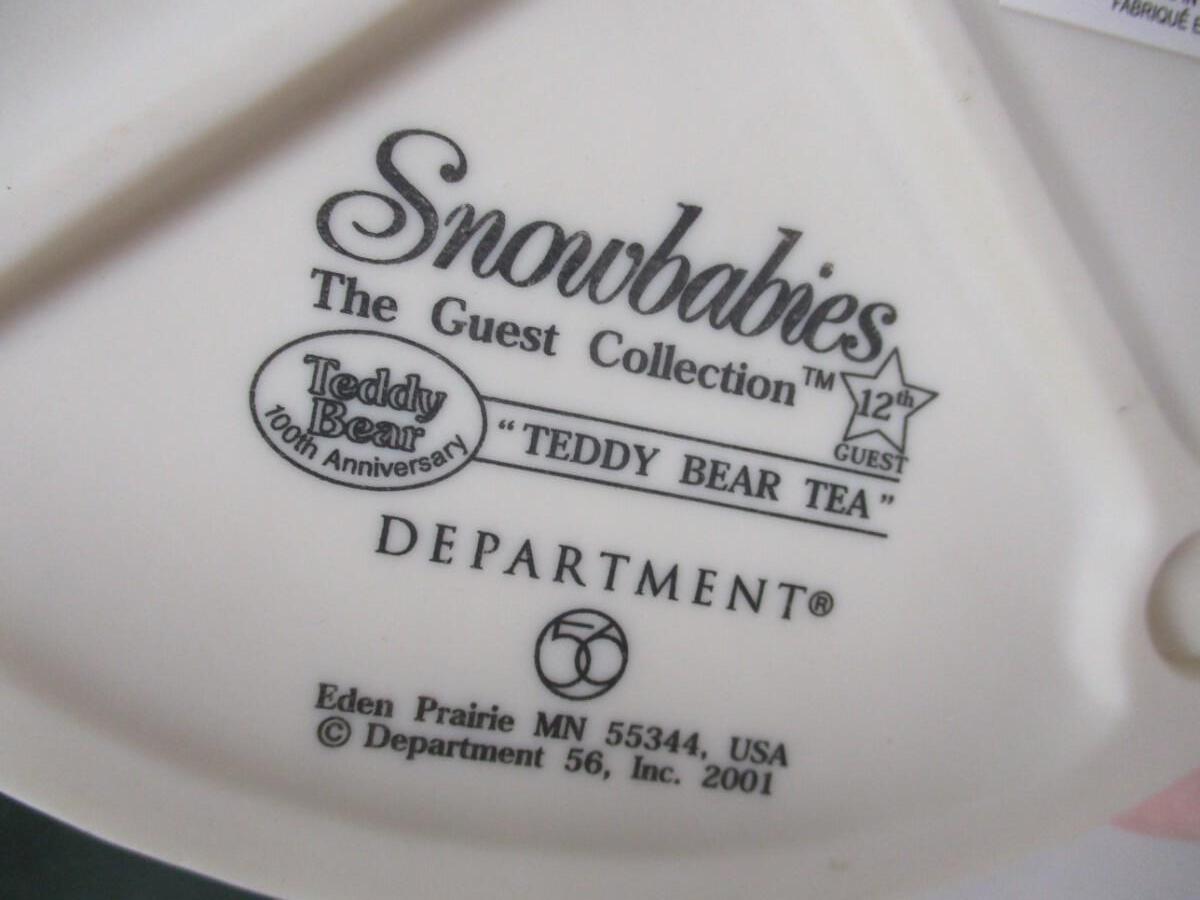 FABRIQUÉ
Snowbabies
The Guest Collection™
12th
GUEST
Teddy
Bear
100th Anniversary
"TEDDY BEAR TEA"
DEPARTMENT®
56
Eden Prairie MN 55344, USA
© Department 56, Inc. 2001